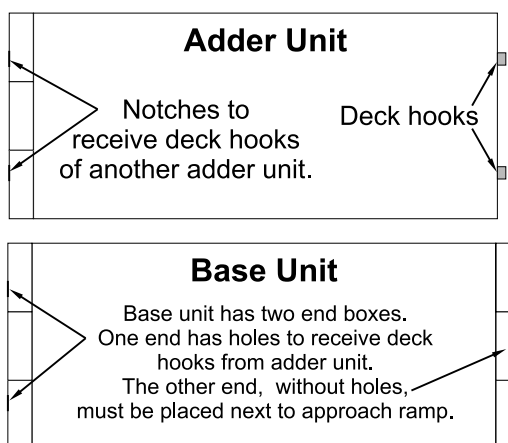 Adder Unit
Notches to
receive deck hooks
of another adder unit.
Deck hooks
Base Unit
Base unit has two end boxes.
One end has holes to receive deck
hooks from adder unit.
The other end, without holes,
must be placed next to approach ramp.